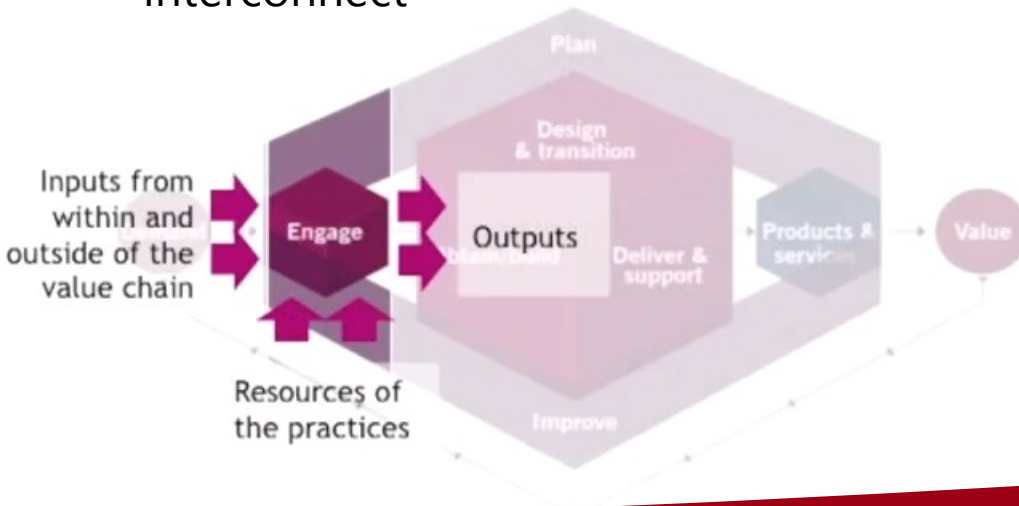 interconnect
Plan
Design
& transition
Inputs from
within and
outside of the
value chain
Engage
Outputs
Deliver &
support
Products &
services
Value
Resources of
the practices
Improve